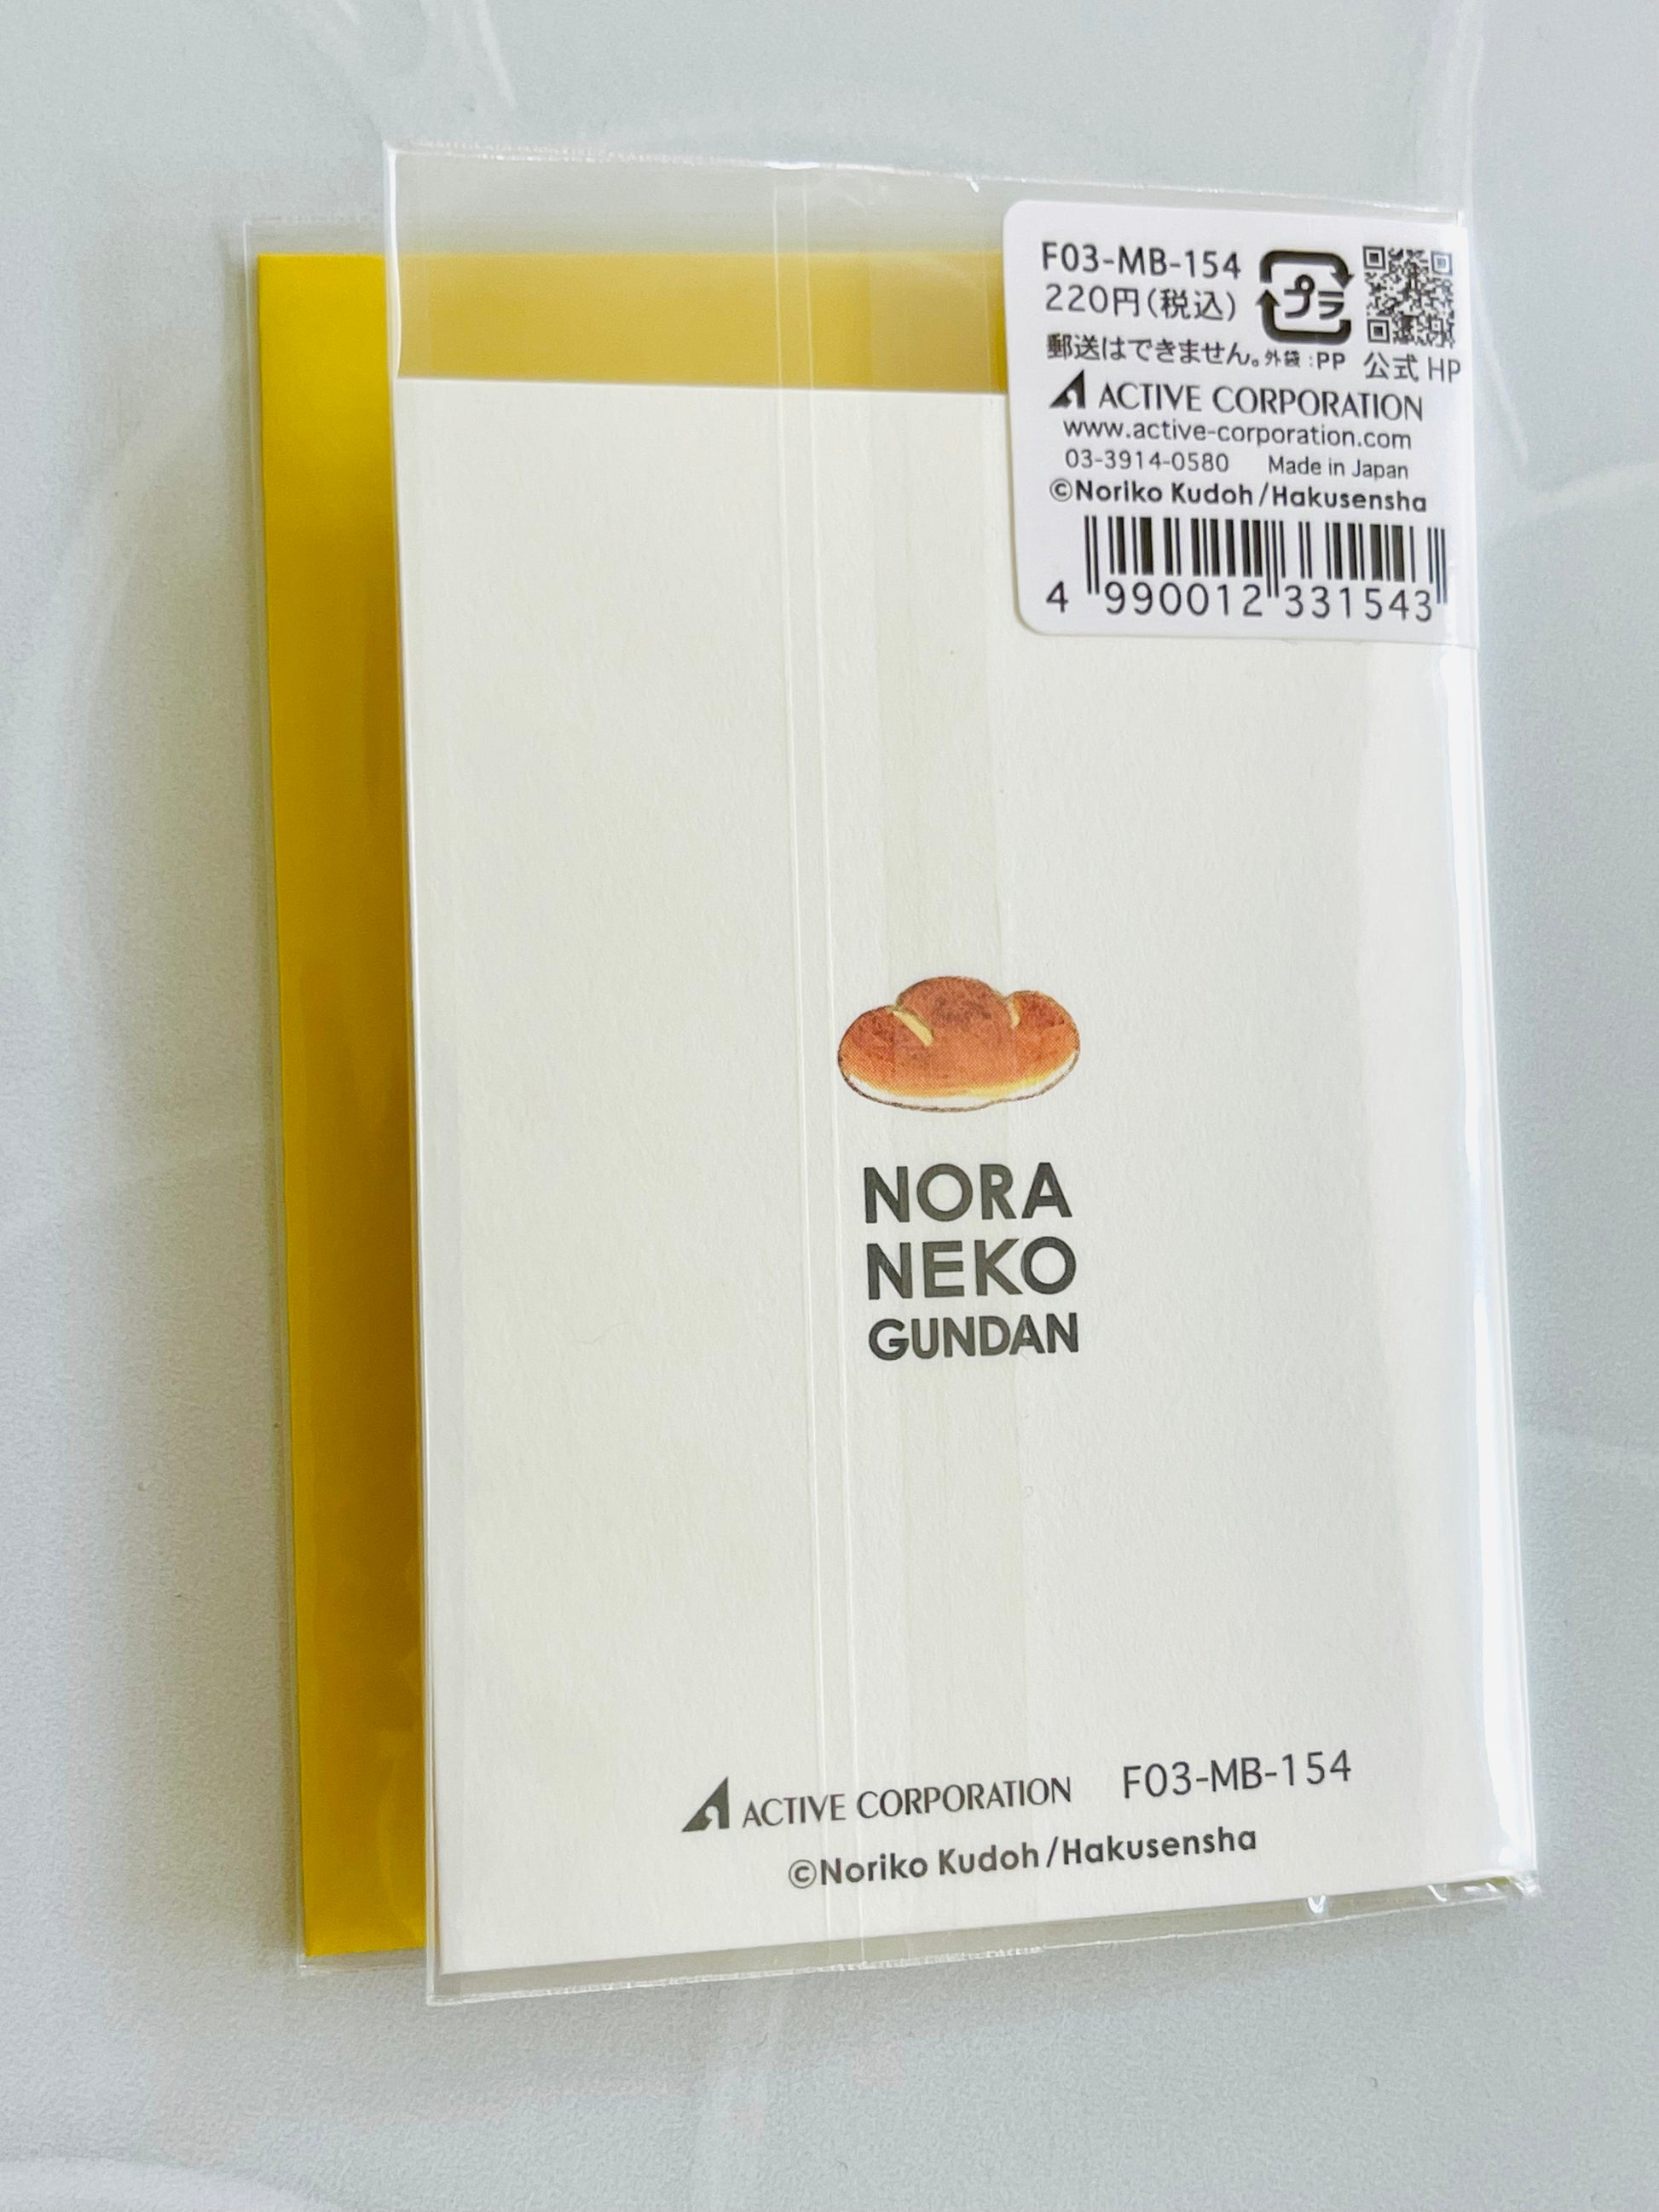 F03-MB-154
220円(税込)
プラ
郵送はできません。外袋:PP 公式HP
ACTIVE CORPORATION
www.active-corporation.com
03-3914-0580 Made in Japan
©Noriko Kudoh/Hakusensha
4 990012 331543
NORA
NEKO
GUNDAN
ACTIVE CORPORATION F03-MB-154
©Noriko Kudoh/Hakusensha